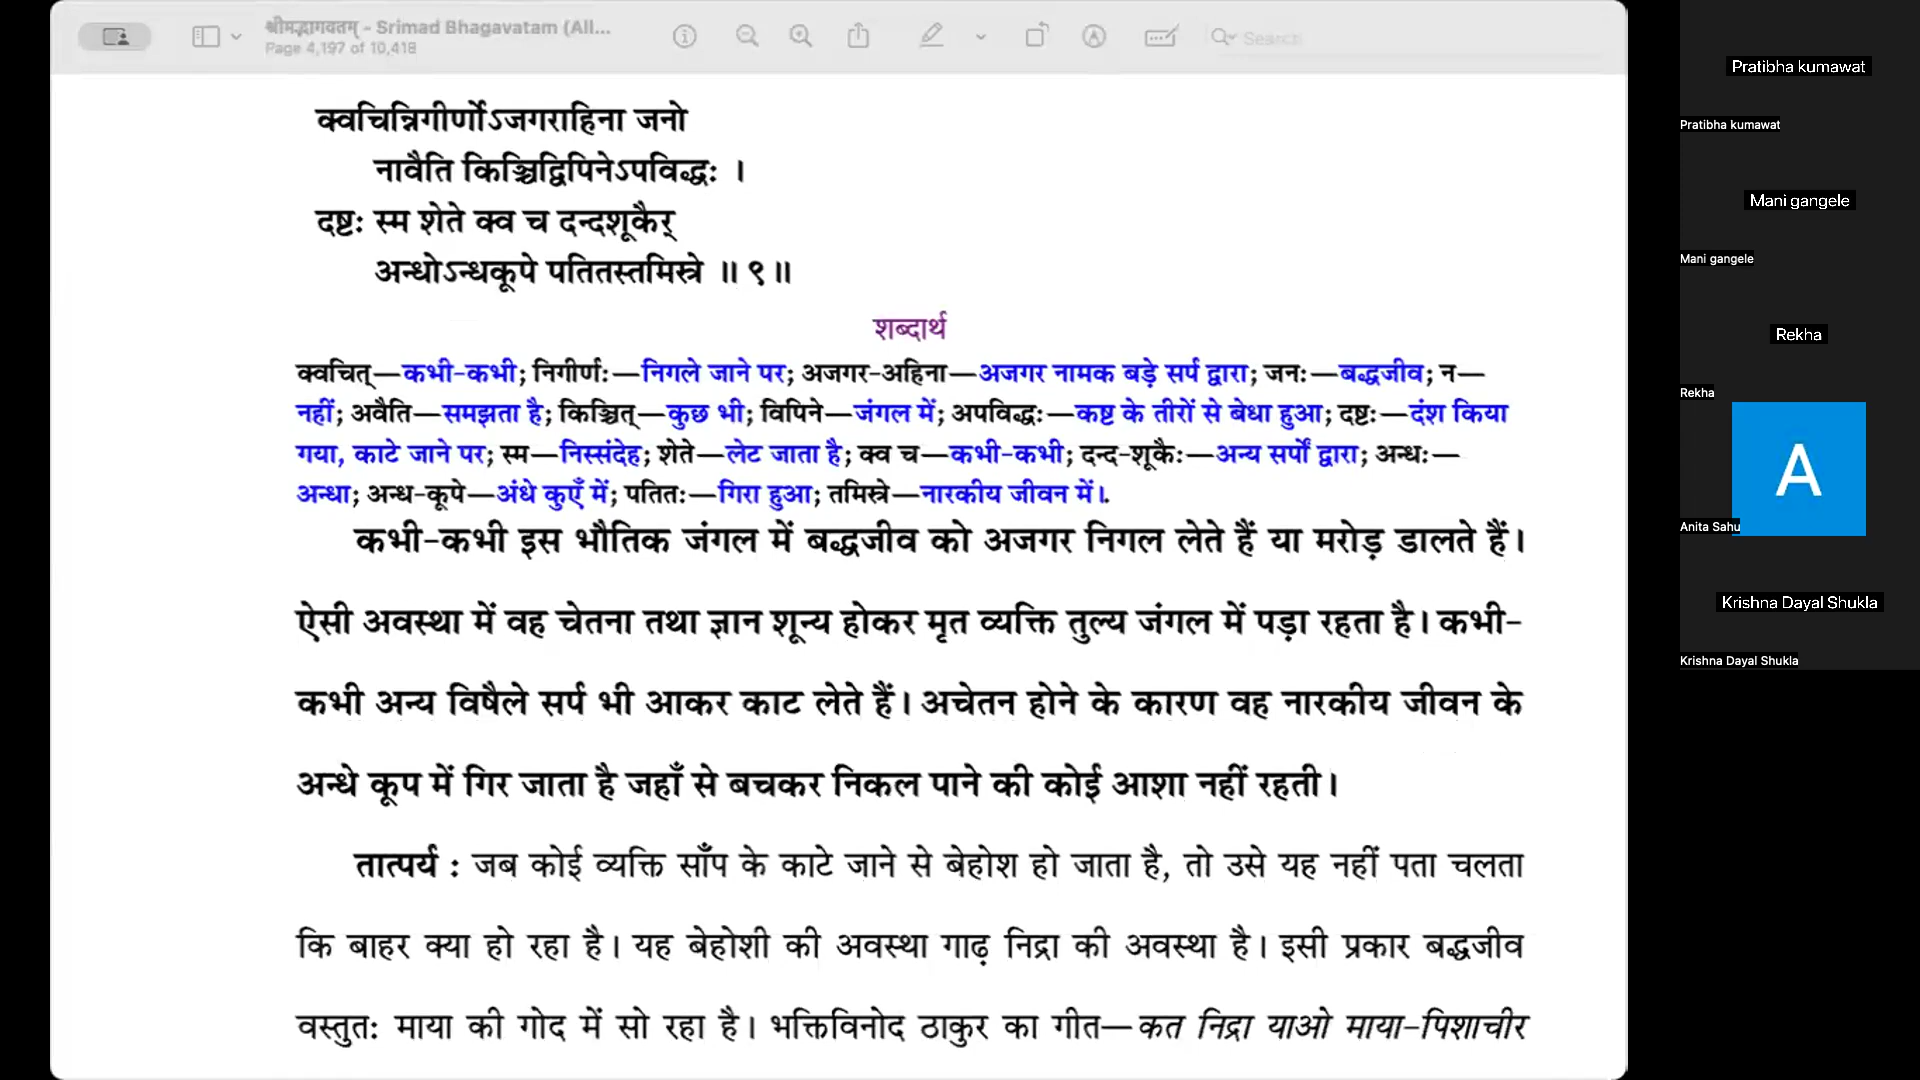 श्रीमद्भागवतम् - Srimad Bhagavatam (All...
Page 4,197 of 10,418
Search
क्वचिन्निगीर्णोऽजगराहिना जनो
नावैति किञ्चिद्विपिनेऽपविद्धः ।
दष्टः स्म शेते क्व च दन्दशूकैर्
अन्धोऽन्धकूपे पतितस्तमिस्रे ॥ ९॥
शब्दार्थ
क्वचित्—कभी-कभी; निगीर्णः—निगले जाने पर; अजगर-अहिना—अजगर नामक बड़े सर्प द्वारा; जनः—बद्धजीव; न—
नहीं; अवैति—समझता है; किञ्चित्—कुछ भी; विपिने—जंगल में; अपविद्धः—कष्ट के तीरों से बेधा हुआ; दष्टः—दंश किया
गया, काटे जाने पर; स्म—निस्संदेह; शेते—लेट जाता है; क्व च—कभी-कभी; दन्द-शूकैः—अन्य सर्पों द्वारा; अन्धः—
अन्धा; अन्ध-कूपे—अंधे कुएँ में; पतितः—गिरा हुआ; तमिस्रे—नारकीय जीवन में।.
कभी-कभी इस भौतिक जंगल में बद्धजीव को अजगर निगल लेते हैं या मरोड़ डालते हैं।
ऐसी अवस्था में वह चेतना तथा ज्ञान शून्य होकर मृत व्यक्ति तुल्य जंगल में पड़ा रहता है। कभी-
कभी अन्य विषैले सर्प भी आकर काट लेते हैं। अचेतन होने के कारण वह नारकीय जीवन के
अन्धे कूप में गिर जाता है जहाँ से बचकर निकल पाने की कोई आशा नहीं रहती।
तात्पर्य : जब कोई व्यक्ति साँप के काटे जाने से बेहोश हो जाता है, तो उसे यह नहीं पता चलता
कि बाहर क्या हो रहा है। यह बेहोशी की अवस्था गाढ़ निद्रा की अवस्था है। इसी प्रकार बद्धजीव
वस्तुतः माया की गोद में सो रहा है। भक्तिविनोद ठाकुर का गीत—कत निद्रा याओ माया-पिशाचीर
Pratibha kumawat
Pratibha kumawat
Mani gangele
Mani gangele
Rekha
Rekha
A
Anita Sahu
Krishna Dayal Shukla
Krishna Dayal Shukla